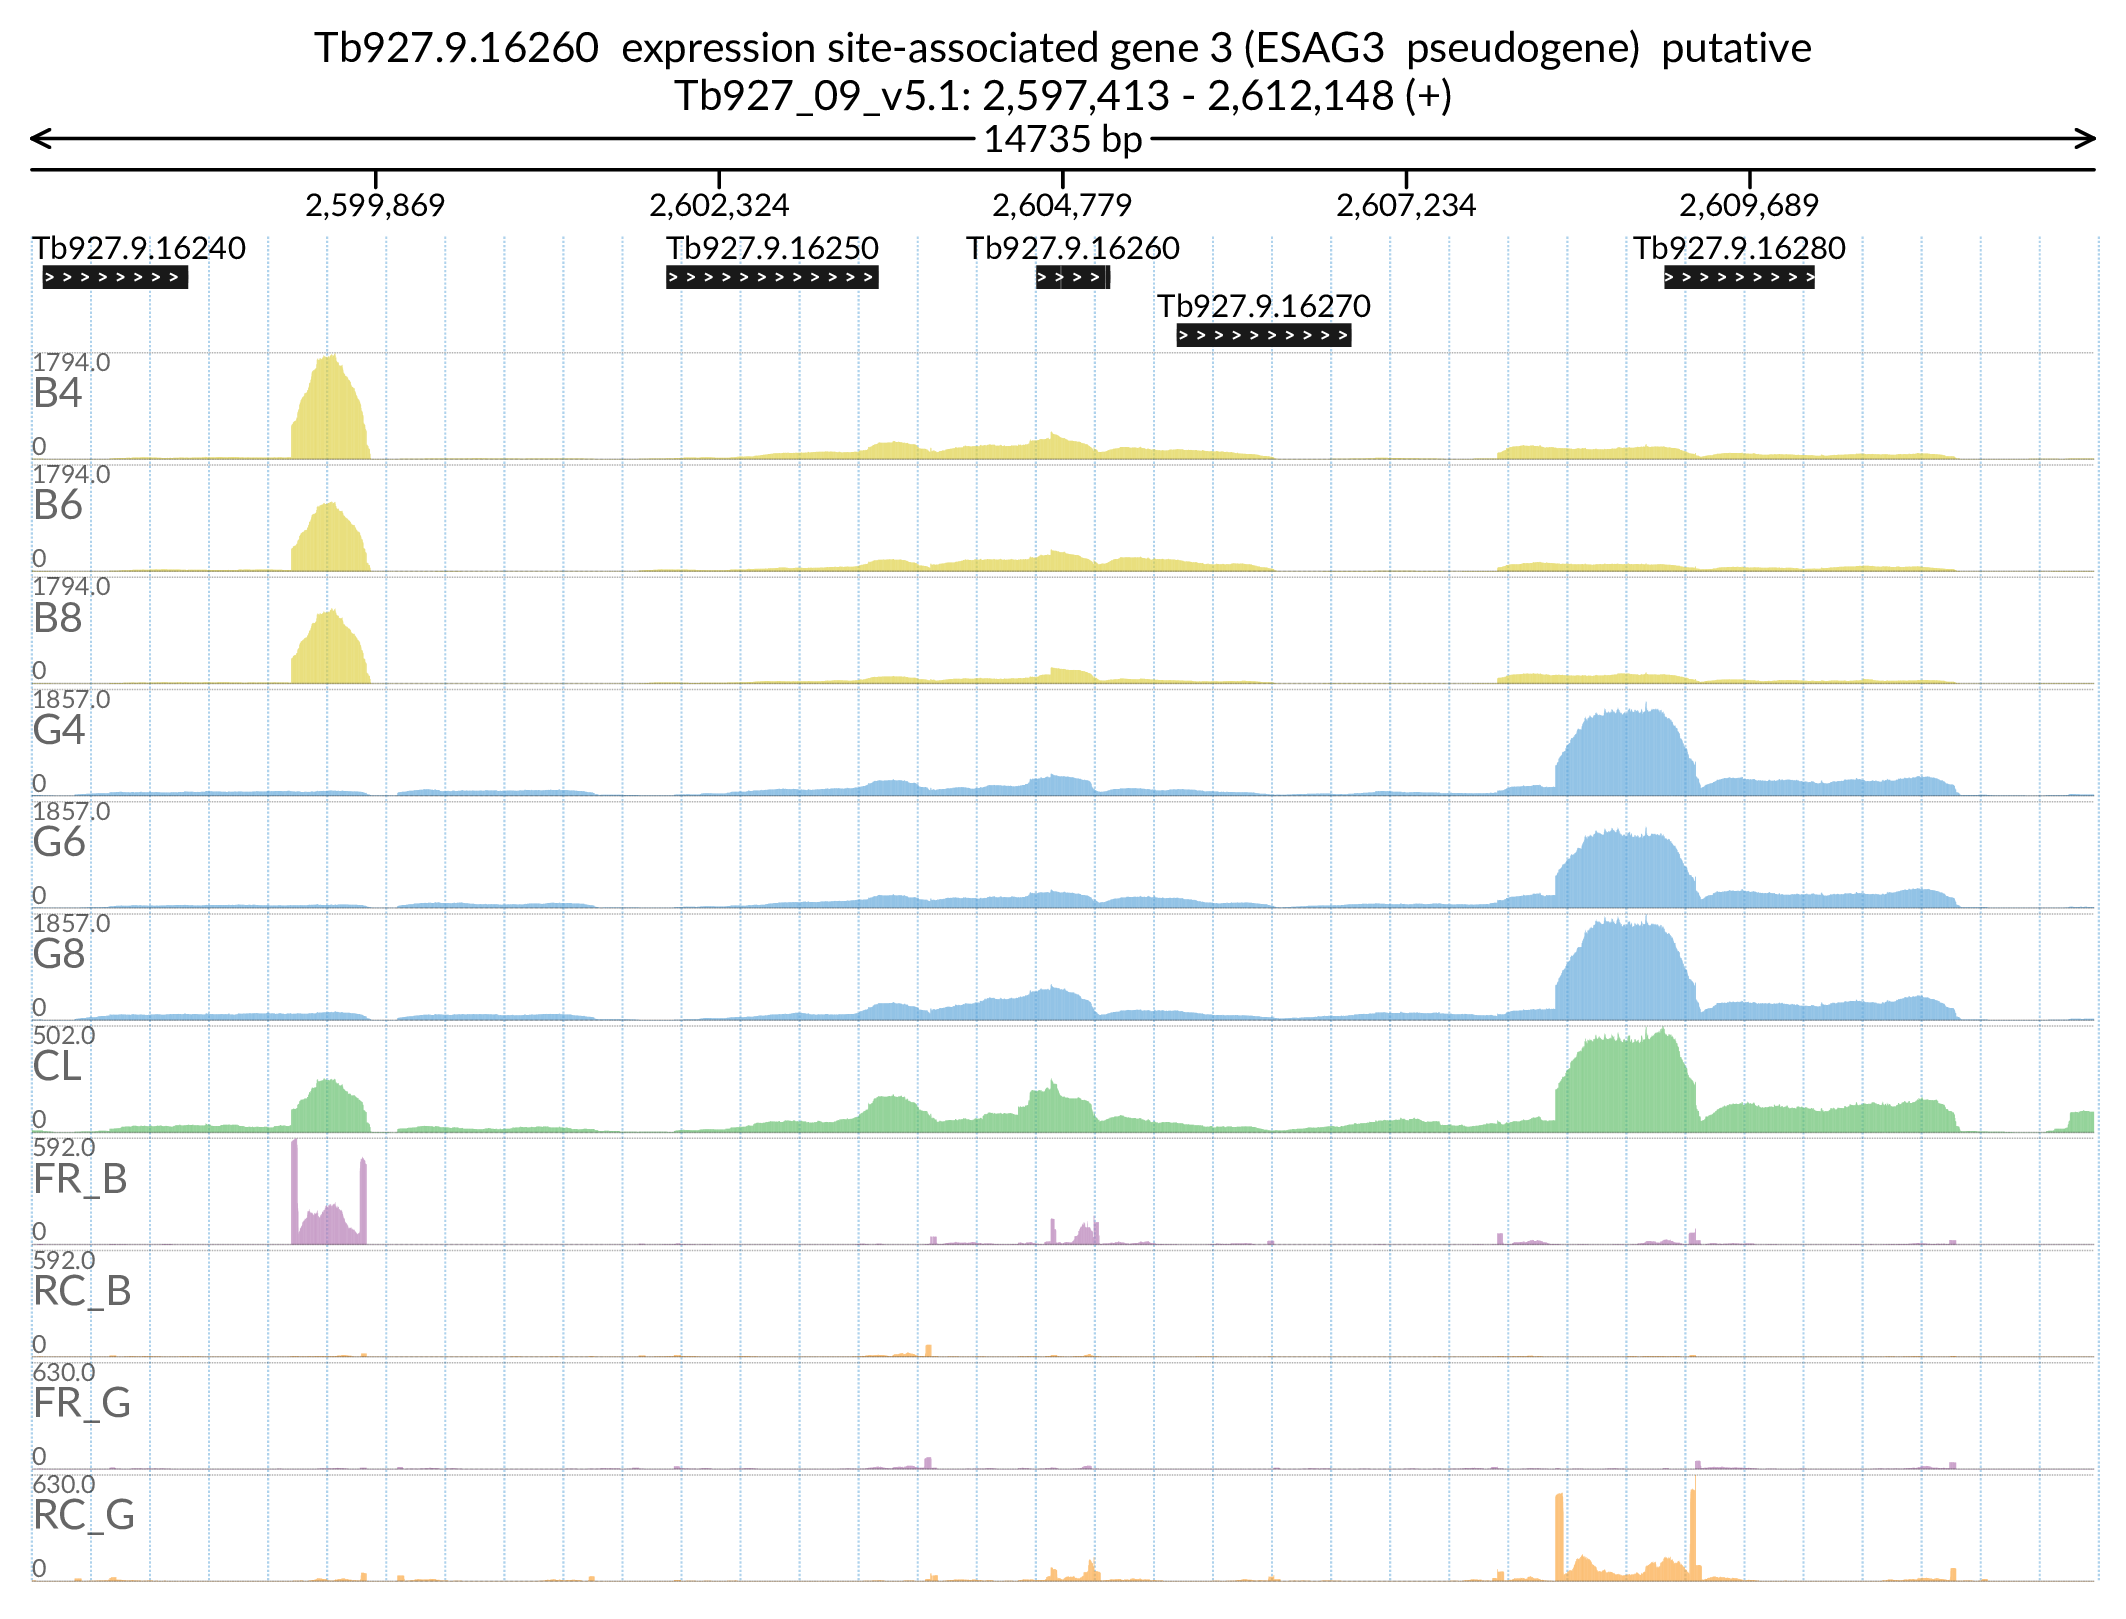 Tb927.9.16260  expression site-associated gene 3 (ESAG3  pseudogene)  putative
Tb927_09_v5.1: 2,597,413 - 2,612,148 (+)
14735 bp
2,599,869 2,602,324 2,604,779 2,607,234 2,609,689
Tb927.9.16240 Tb927.9.16250 Tb927.9.16260 Tb927.9.16280
Tb927.9.16270
1794.0
B4
0
1794.0
B6
0
1794.0
B8
0
1857.0
G4
0
1857.0
G6
0
1857.0
G8
0
502.0
CL
0
592.0
FR_B
0
592.0
RC_B
0
630.0
FR_G
0
630.0
RC_G
0